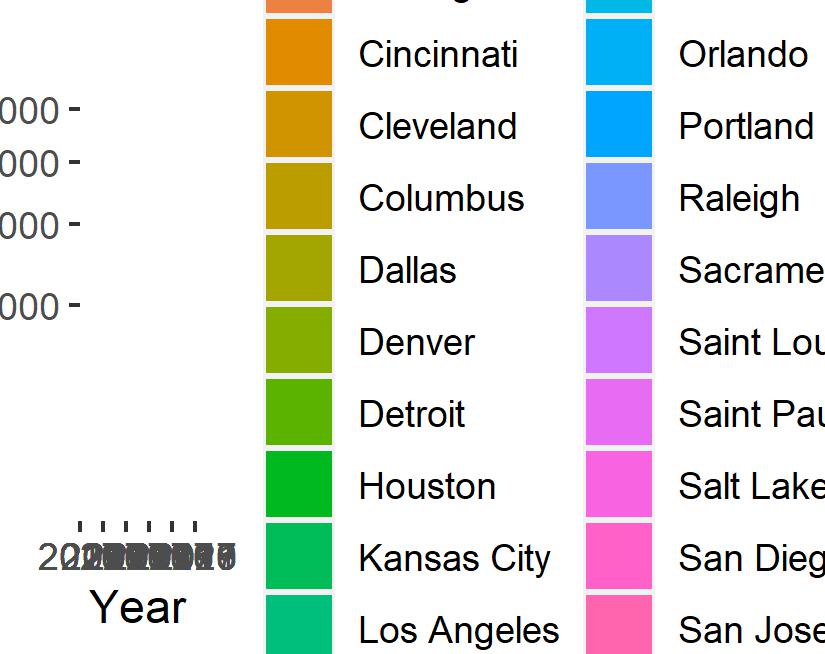 Cincinnati
Orlando
000
Cleveland
Portland
000
Columbus
Raleigh
000
Dallas
Sacrame
000
Denver
Saint Lou
Detroit
Saint Pau
Houston
Salt Lake
Kansas City
San Dieg
Year
Los Angeles
San Jose